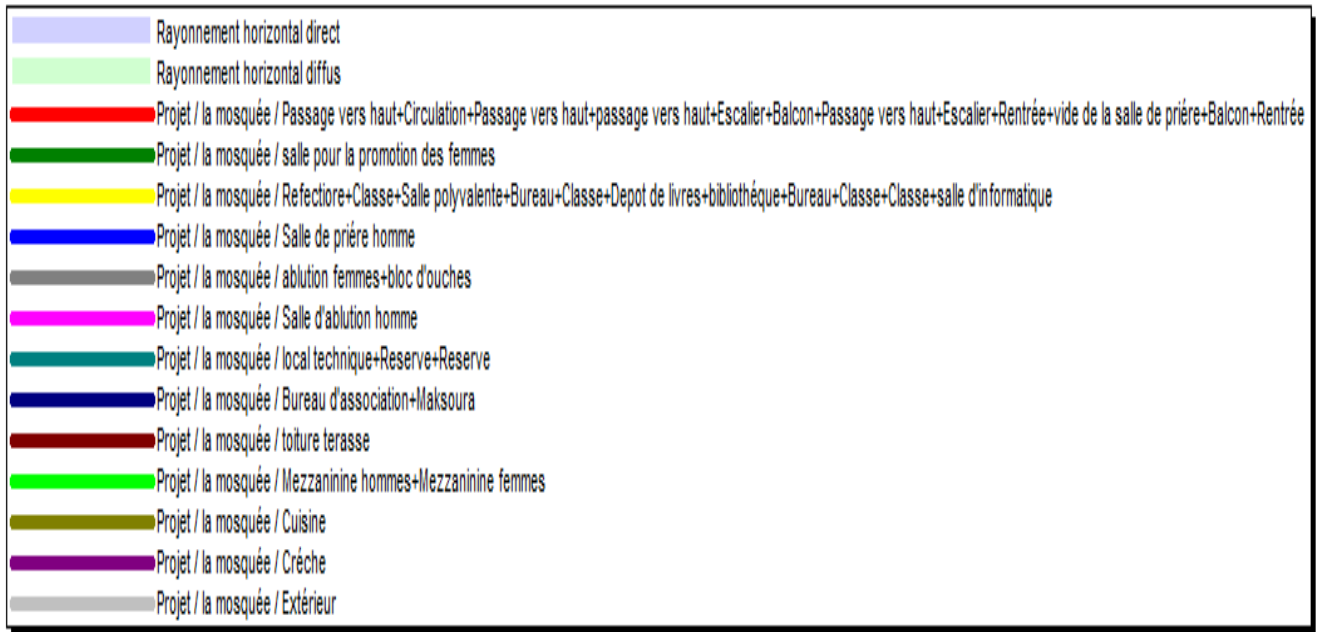 Rayonnement horizontal direct
Rayonnement horizontal diffus
Projet / la mosquée / Passage vers haut+Circulation+Passage vers haut+passage vers haut+Escalier+Balcon+Passage vers haut+Escalier+Rentrée+vide de la salle de priére+Balcon+Rentrée
Projet / la mosquée / salle pour la promotion des femmes
Projet / la mosquée / Refectiore+Classe+Salle polyvalente+Bureau+Classe+Depot de livres+bibliothéque+Bureau+Classe+Classe+salle d'informatique
Projet / la mosquée / Salle de priére homme
Projet / la mosquée / ablution femmes+bloc d'ouches
Projet / la mosquée / Salle d'ablution homme
Projet / la mosquée / local technique+Reserve+Reserve
Projet / la mosquée / Bureau d'association+Maksoura
Projet / la mosquée / toiture terasse
Projet / la mosquée / Mezzaninine hommes+Mezzaninine femmes
Projet / la mosquée / Cuisine
Projet / la mosquée / Créche
Projet / la mosquée / Extérieur